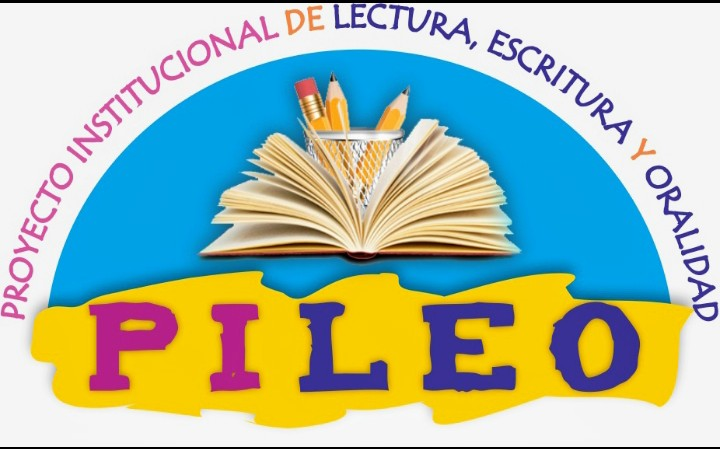 PROYECTO INSTITUCIONAL DE LECTURA, ESCRITURA Y ORALIDAD
PILEO